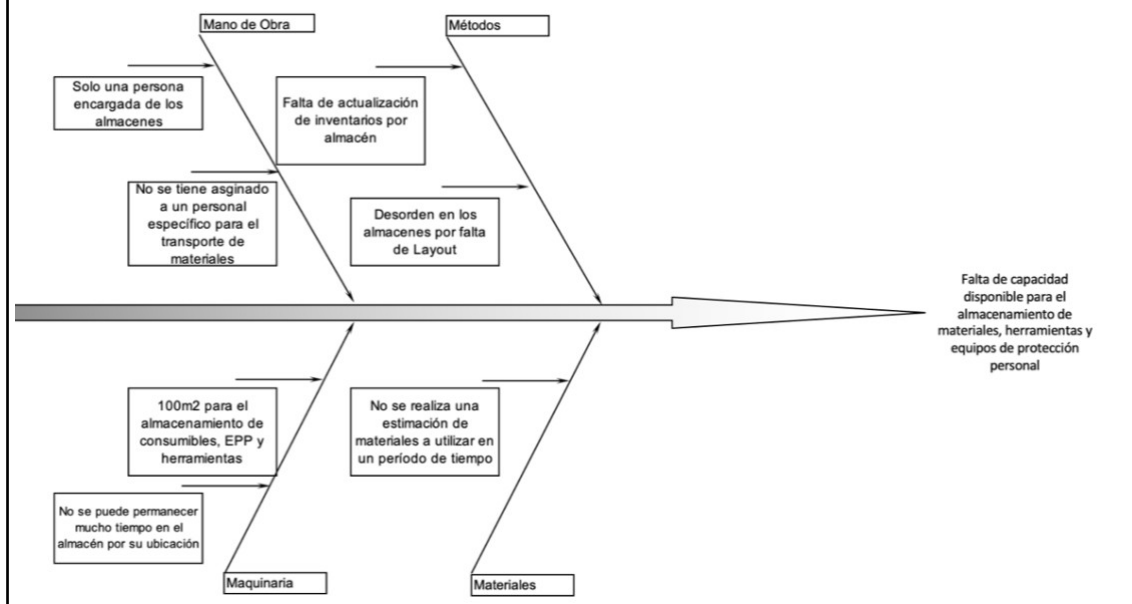 Mano de Obra
Métodos
Solo una persona
encargada de los
almacenes
Falta de actualización
de inventarios por
almacén
No se tiene asginado
a un personal
específico para el
transporte de
materiales
Desorden en los
almacenes por falta
de Layout
Falta de capacidad
disponible para el
almacenamiento de
materiales, herramientas y
equipos de protección
personal
100m2 para el
almacenamiento de
consumibles, EPP y
herramientas
No se realiza una
estimación de
materiales a utilizar en
un período de tiempo
No se puede permanecer
mucho tiempo en el
almacén por su ubicación
Maquinaria
Materiales